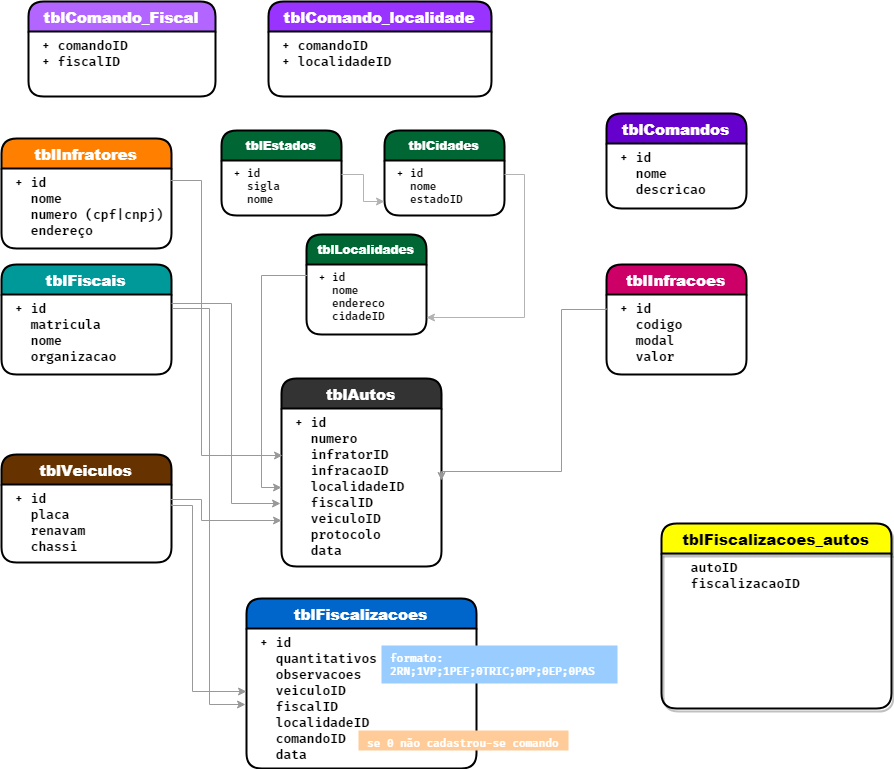 tblComando_Fiscal
+ comandoID
+ fiscalID
tblComando_localidade
+ comandoID
+ localidadeID
tblComandos
+ id
nome
descricao
tblInfratores
+ id
nome
numero (cpf|cnpj)
endereço
tblEstados
+ id
sigla
nome
tblCidades
+ id
nome
estadoID
tblLocalidades
+ id
nome
endereco
cidadeID
tblFiscais
+ id
matricula
nome
organizacao
tblInfracoes
+ id
codigo
modal
valor
tblAutos
+ id
numero
infratorID
infracaoID
localidadeID
fiscalID
veiculoID
protocolo
data
tblVeiculos
+ id
placa
renavam
chassi
tblFiscalizacoes_autos
autoID
fiscalizacaoID
tblFiscalizacoes
+ id
quantitativos
observacoes
veiculoID
fiscalID
localidadeID
comandoID
data
formato:
2RN;1VP;1PEF;0TRIC;0PP;0EP;0PAS
se 0 não cadastrou-se comando